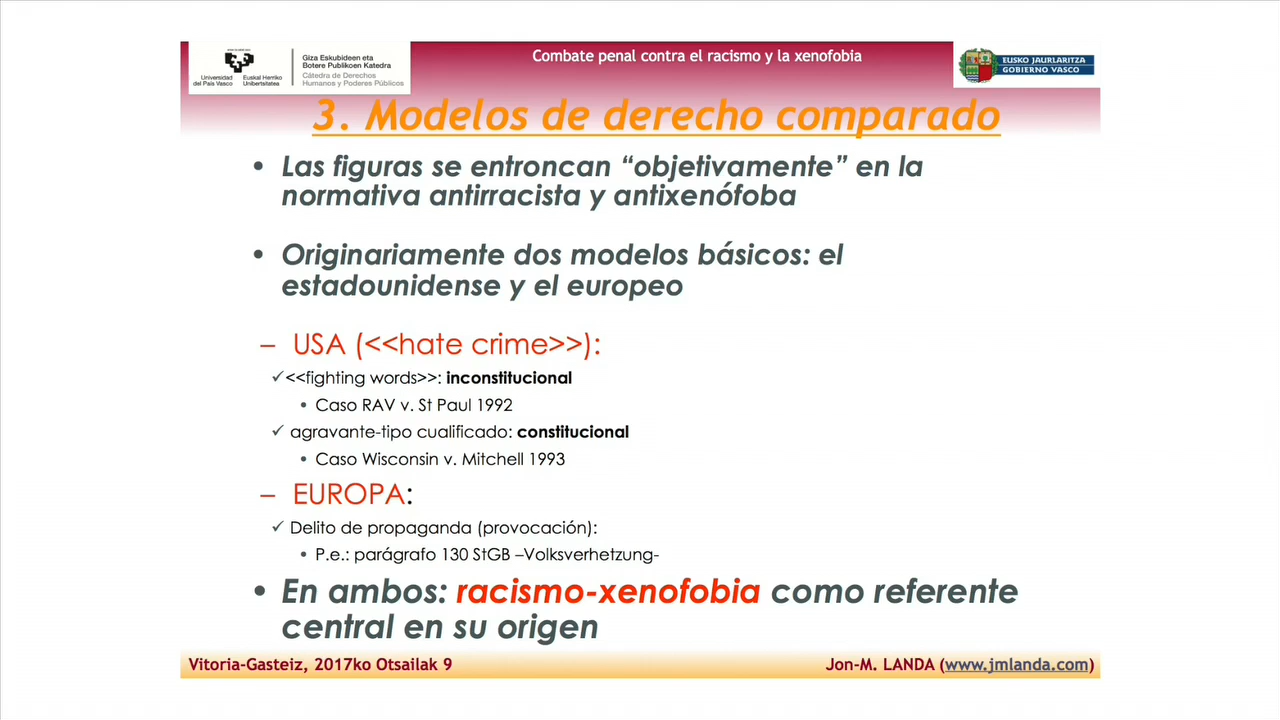 Universidad
del País Vasco
Euskal Herriko
Unibertsitatea
Giza Eskubideen eta
Botere Publikoen Katedra
Cátedra de Derechos
Humanos y Poderes Públicos
Combate penal contra el racismo y la xenofobia
EUSKO JAURLARITZA
GOBIERNO VASCO
3. Modelos de derecho comparado
• Las figuras se entroncan “objetivamente” en la
normativa antirracista y antixenófoba
• Originariamente dos modelos básicos: el
estadounidense y el europeo
– USA (<<hate crime>>):
✓<<fighting words>>: inconstitucional
• Caso RAV v. St Paul 1992
✓ agravante-tipo cualificado: constitucional
• Caso Wisconsin v. Mitchell 1993
– EUROPA:
✓ Delito de propaganda (provocación):
• P.e.: parágrafo 130 StGB –Volksverhetzung-
• En ambos: racismo-xenofobia como referente
central en su origen
Vitoria-Gasteiz, 2017ko Otsailak 9
Jon-M. LANDA (www.jmlanda.com)